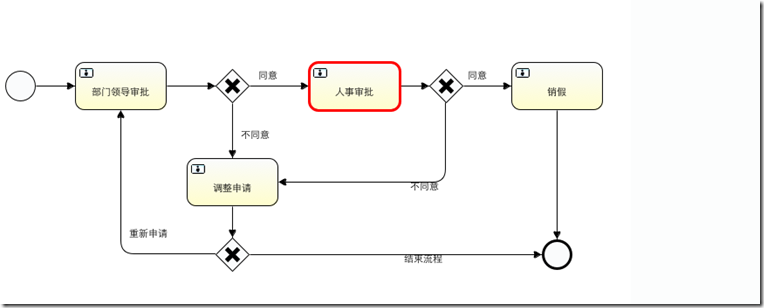 同意
同意
部门领导审批
人事审批
销假
不同意
调整申请
不同意
重新申请
结束流程